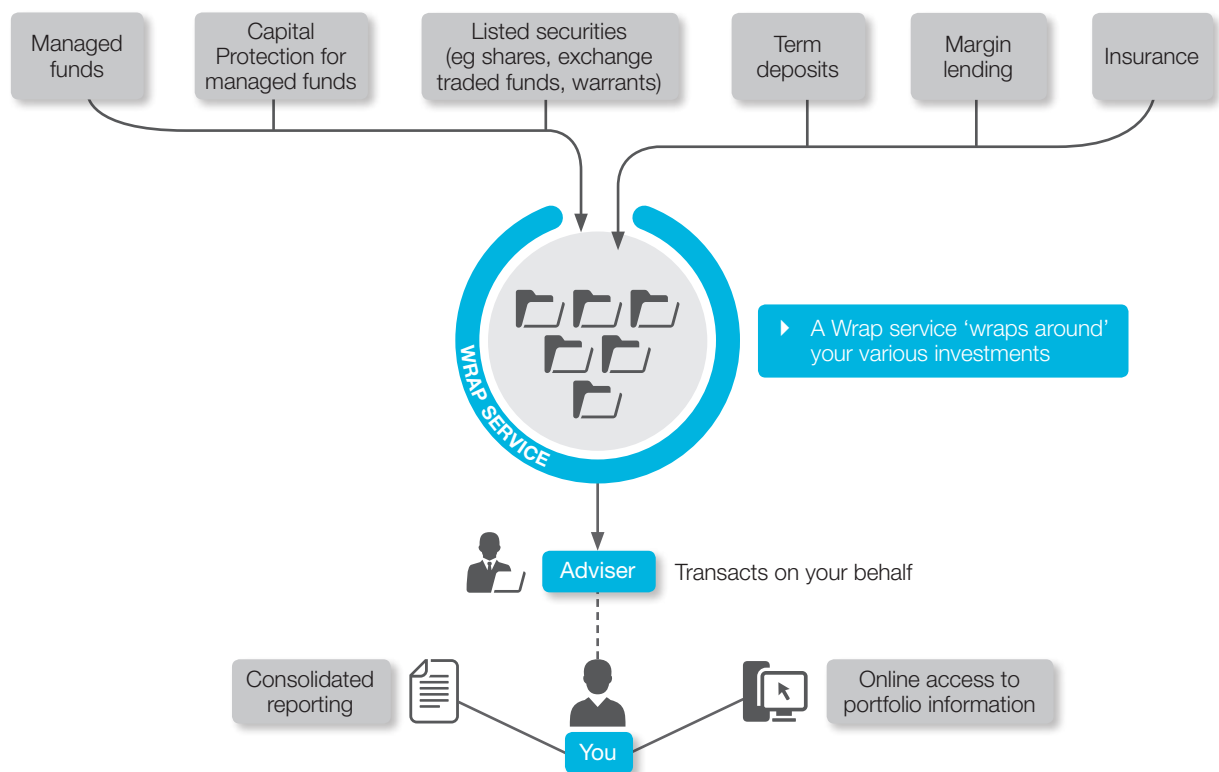 Managed
funds
Capital
Protection for
managed funds
Listed securities
(eg shares, exchange
traded funds, warrants)
Term
deposits
Margin
lending
Insurance
WRAP SERVICE
A Wrap service ‘wraps around’
your various investments
Adviser
Transacts on your behalf
Consolidated
reporting
Online access to
portfolio information
You